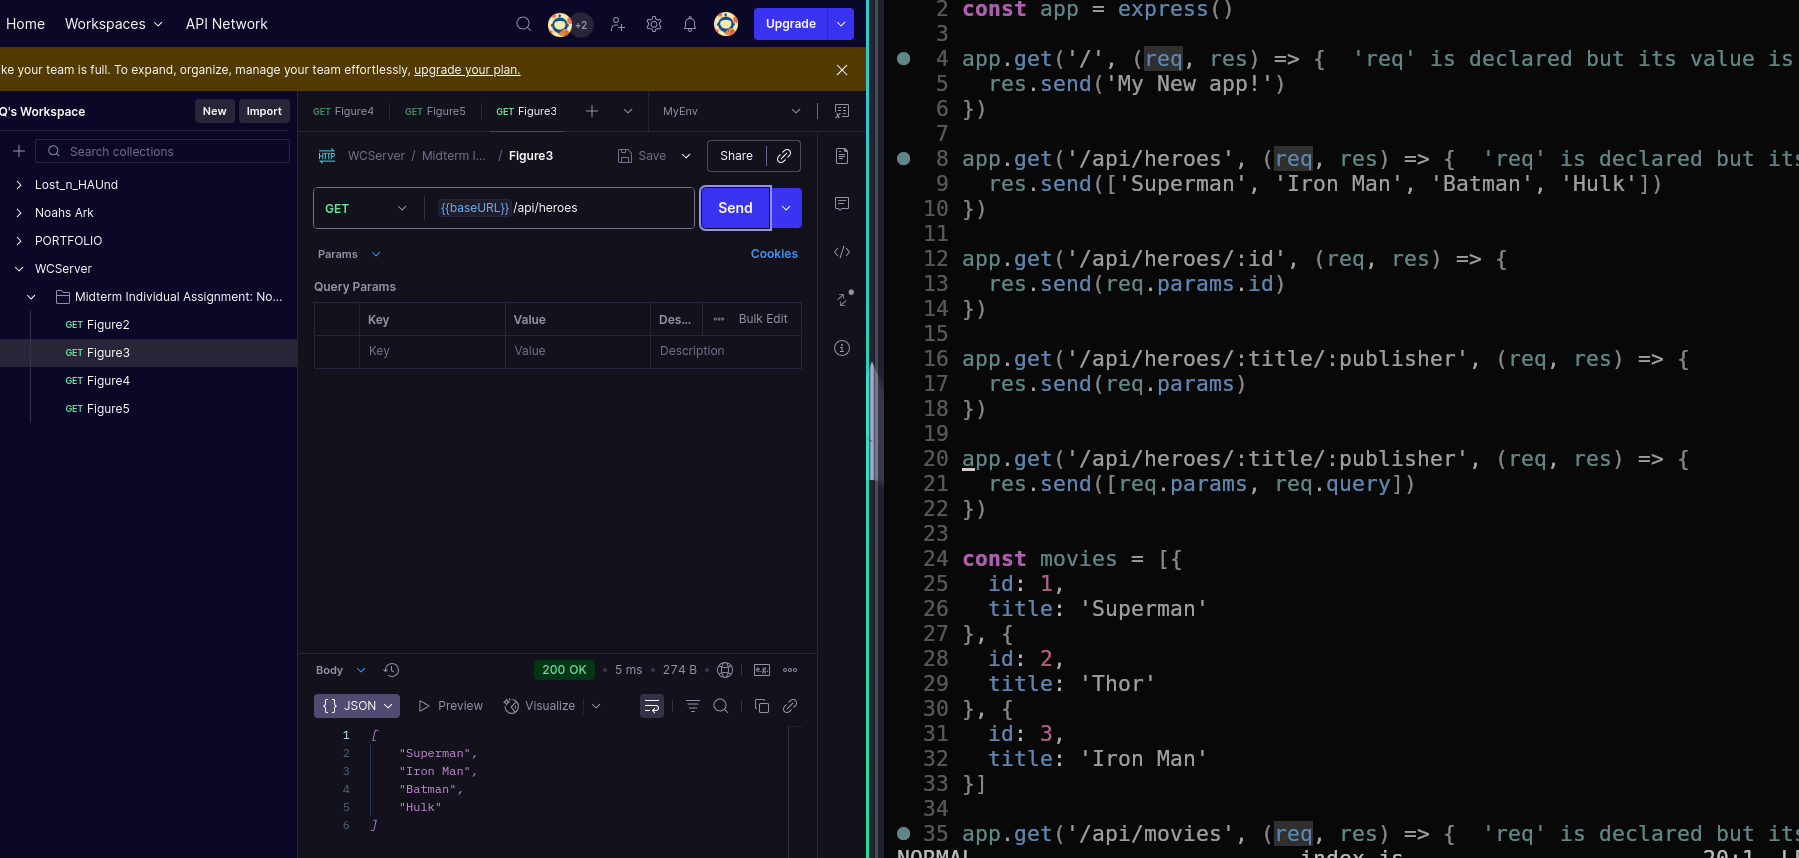 Home Workspaces API Network +2 Upgrade
ke your team is full. To expand, organize, manage your team effortlessly, upgrade your plan.
Q's Workspace New Import
Search collections
Lost_n_HAUnd
Noahs Ark
PORTFOLIO
WCServer
Midterm Individual Assignment: No...
GET Figure2
GET Figure3
GET Figure4
GET Figure5
GET Figure4 GET Figure5 GET Figure3 MyEnv
HTTP WCServer / Midterm I... / Figure3 Save Share
GET {{baseURL}}/api/heroes Send
Params Cookies
Query Params
Key Value Des... Bulk Edit
Key Value Description
Body 200 OK • 5 ms • 274 B • e.g.
{} JSON Preview Visualize
1 [
2 "Superman",
3 "Iron Man",
4 "Batman",
5 "Hulk"
6 ]
2 const app = express()
3
4 app.get('/', (req, res) => { 'req' is declared but its value is
5 res.send('My New app!')
6 })
7
8 app.get('/api/heroes', (req, res) => { 'req' is declared but its
9 res.send(['Superman', 'Iron Man', 'Batman', 'Hulk'])
10 })
11
12 app.get('/api/heroes/:id', (req, res) => {
13 res.send(req.params.id)
14 })
15
16 app.get('/api/heroes/:title/:publisher', (req, res) => {
17 res.send(req.params)
18 })
19
20 app.get('/api/heroes/:title/:publisher', (req, res) => {
21 res.send([req.params, req.query])
22 })
23
24 const movies = [{
25 id: 1,
26 title: 'Superman'
27 }, {
28 id: 2,
29 title: 'Thor'
30 }, {
31 id: 3,
32 title: 'Iron Man'
33 }]
34
35 app.get('/api/movies', (req, res) => { 'req' is declared but its
NORMAL index.js 20:1